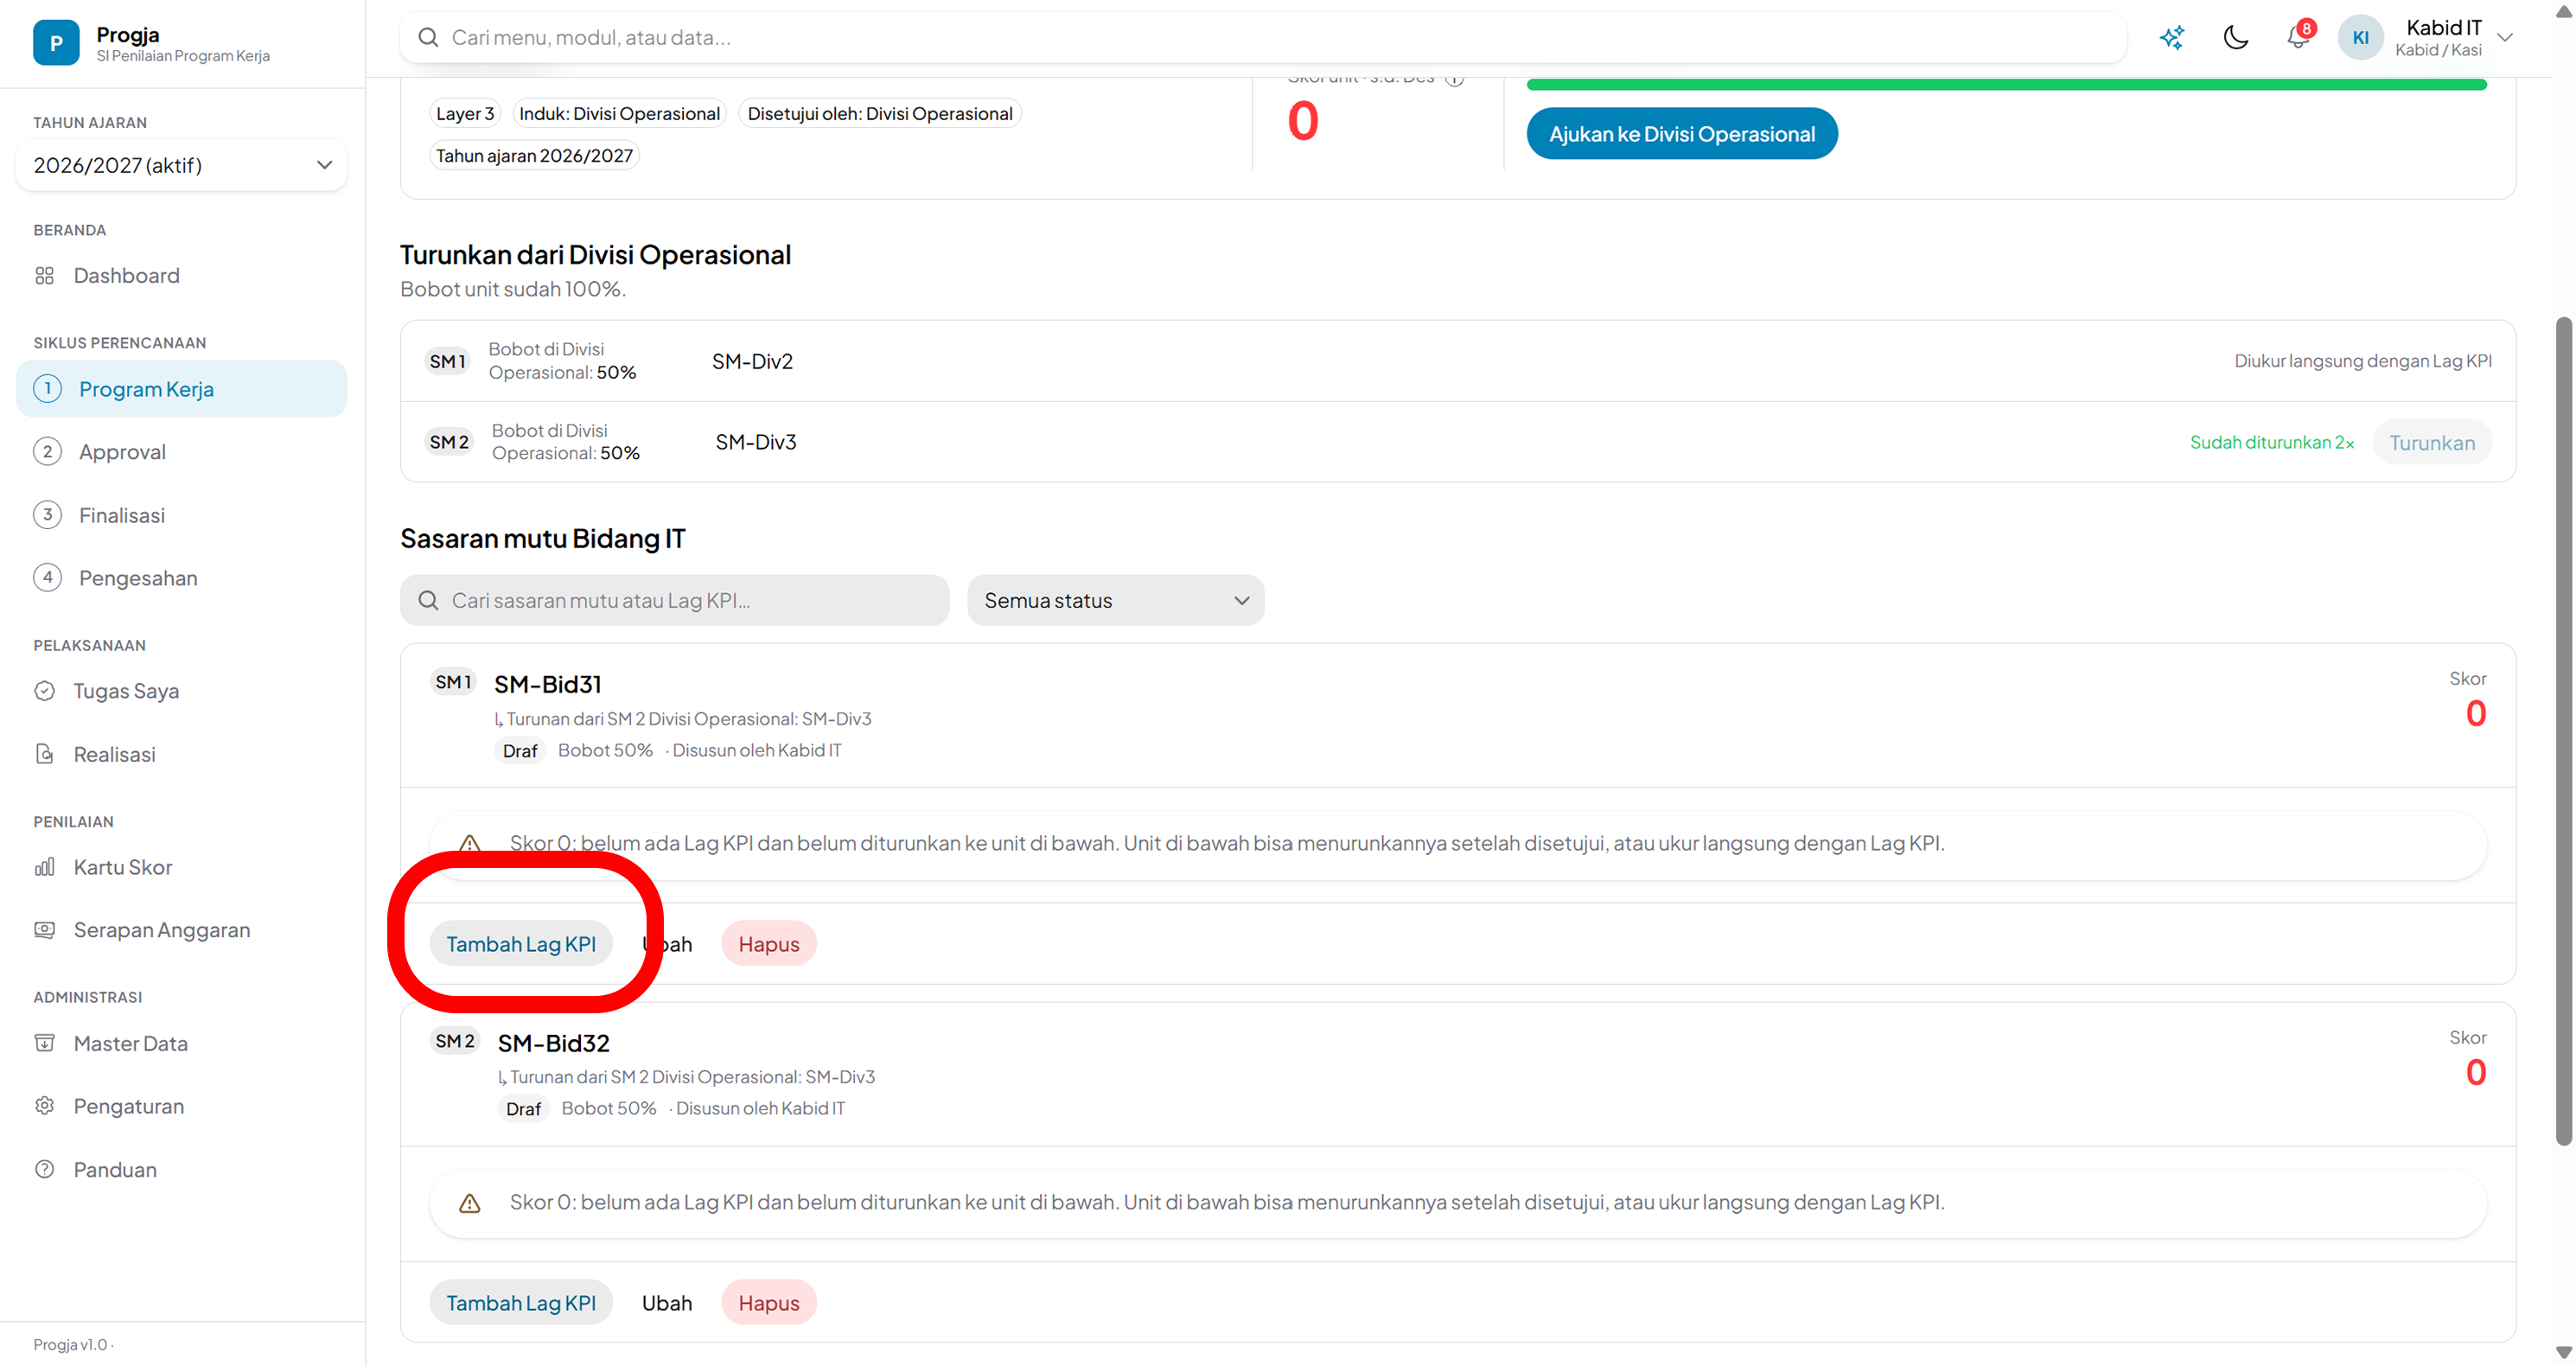 P
Progja
SI Penilaian Program Kerja
Cari menu, modul, atau data...
8
KI
Kabid IT
Kabid / Kasi
TAHUN AJARAN
2026/2027 (aktif)
BERANDA
Dashboard
SIKLUS PERENCANAAN
1 Program Kerja
2 Approval
3 Finalisasi
4 Pengesahan
PELAKSANAAN
Tugas Saya
Realisasi
PENILAIAN
Kartu Skor
Serapan Anggaran
ADMINISTRASI
Master Data
Pengaturan
Panduan
Progja v1.0 ·
Layer 3 Induk: Divisi Operasional Disetujui oleh: Divisi Operasional
Tahun ajaran 2026/2027
Skor unit · s.d. Des
0
Ajukan ke Divisi Operasional
Turunkan dari Divisi Operasional
Bobot unit sudah 100%.
SM 1 Bobot di Divisi Operasional: 50% SM-Div2 Diukur langsung dengan Lag KPI
SM 2 Bobot di Divisi Operasional: 50% SM-Div3 Sudah diturunkan 2× Turunkan
Sasaran mutu Bidang IT
Cari sasaran mutu atau Lag KPI... Semua status
SM 1 SM-Bid31 Skor
↳ Turunan dari SM 2 Divisi Operasional: SM-Div3 0
Draf Bobot 50% · Disusun oleh Kabid IT
Skor 0: belum ada Lag KPI dan belum diturunkan ke unit di bawah. Unit di bawah bisa menurunkannya setelah disetujui, atau ukur langsung dengan Lag KPI.
Tambah Lag KPI Ubah Hapus
SM 2 SM-Bid32 Skor
↳ Turunan dari SM 2 Divisi Operasional: SM-Div3 0
Draf Bobot 50% · Disusun oleh Kabid IT
Skor 0: belum ada Lag KPI dan belum diturunkan ke unit di bawah. Unit di bawah bisa menurunkannya setelah disetujui, atau ukur langsung dengan Lag KPI.
Tambah Lag KPI Ubah Hapus